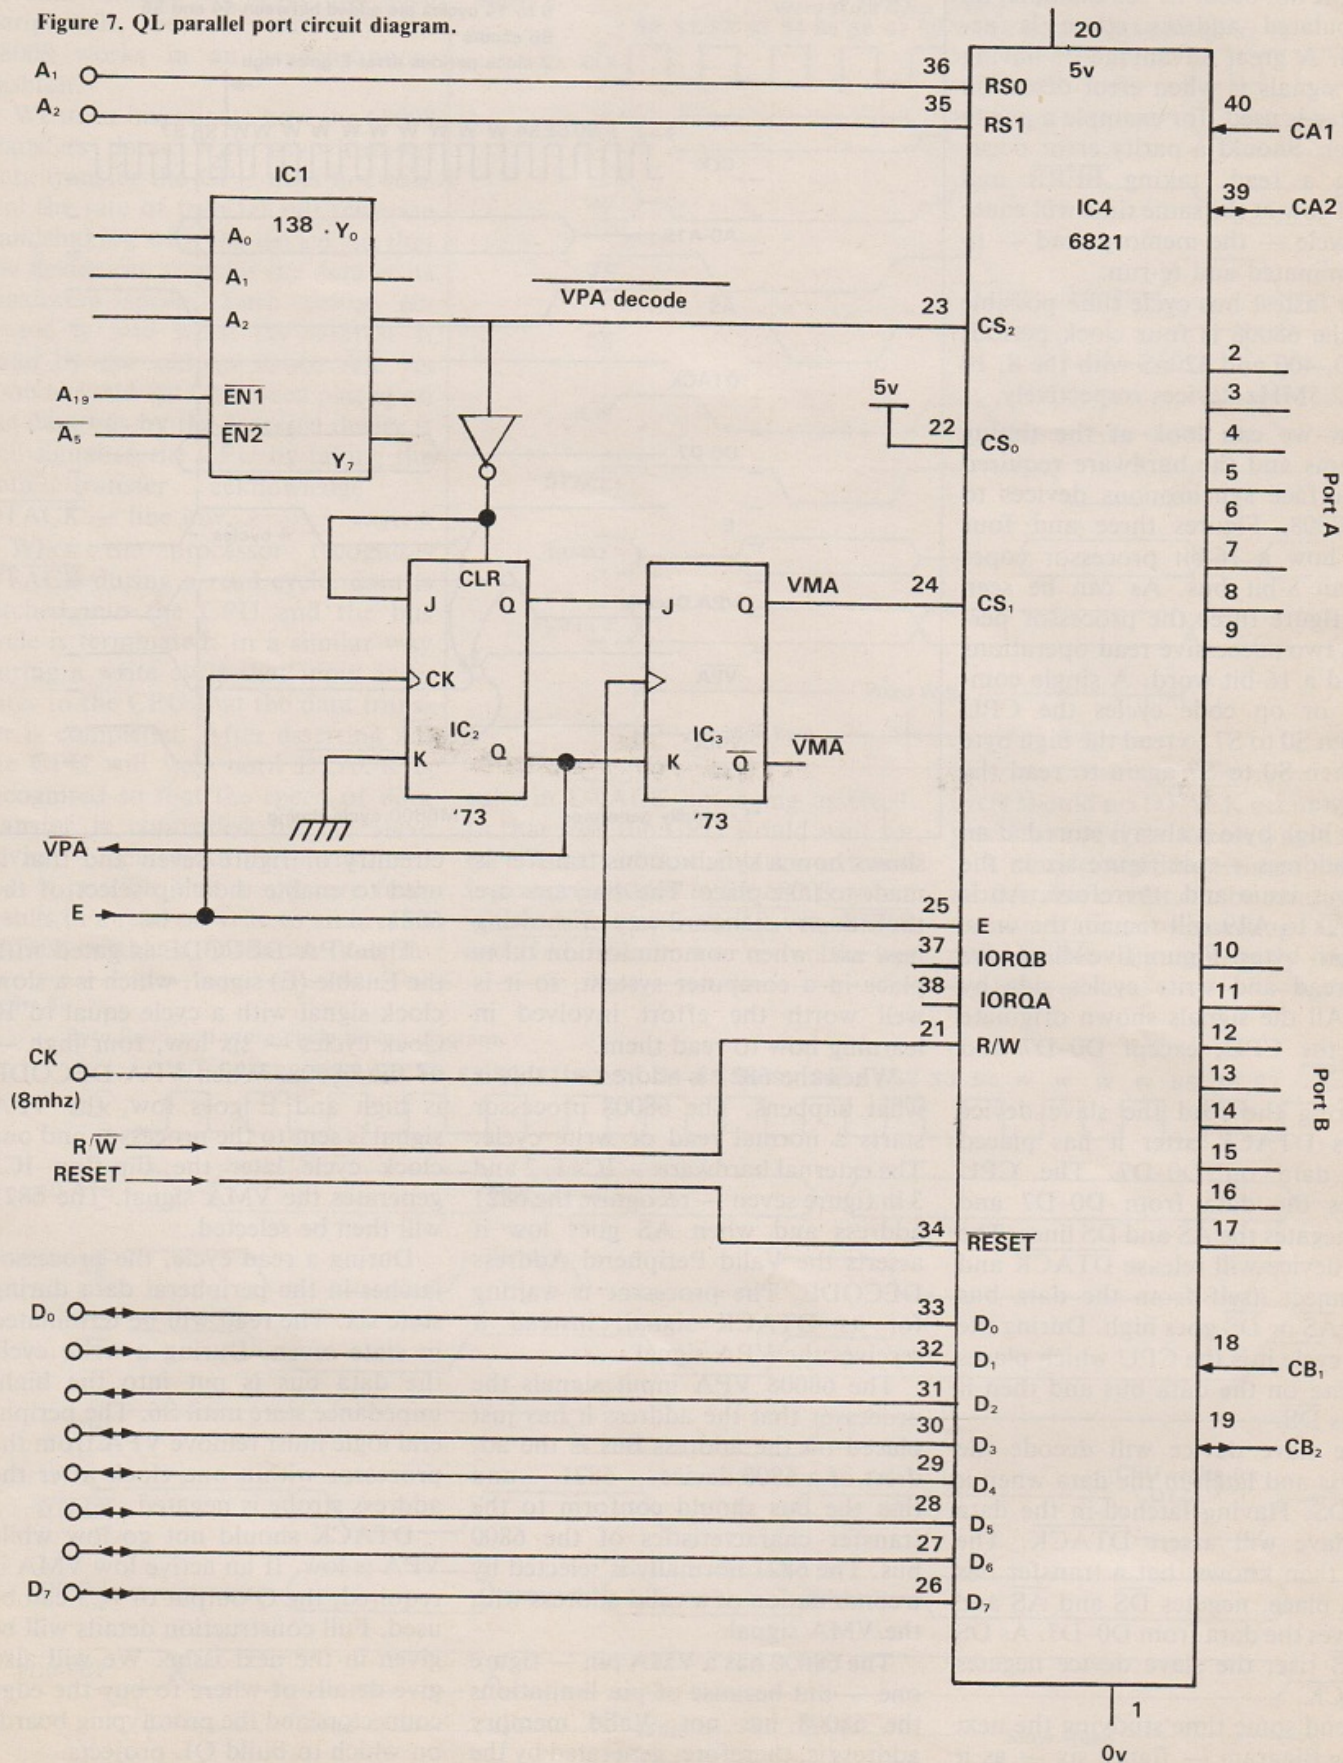 Figure 7. QL parallel port circuit diagram.
20
5v
A₁
36
RS0
A₂
35
RS1
40
CA1
IC1
39
CA2
IC4
6821
138 . Y₀
A₀
A₁
A₂
A₁₉
EN1
A₅
EN2
Y₇
VPA decode
23
CS₂
5v
22
CS₀
2
3
4
5
6
7
8
9
Port A
CLR
J
Q
CK
IC₂
K
Q
'73
J
Q
IC₃
K
Q
'73
VMA
24
CS₁
VMA
VPA
E
25
E
37
IORQB
38
IORQA
21
R/W
10
11
12
13
14
15
16
17
Port B
CK
(8mhz)
R/W
RESET
34
RESET
D₀
33
D₀
32
D₁
31
D₂
30
D₃
29
D₄
28
D₅
27
D₆
D₇
26
D₇
18
CB₁
19
CB₂
1
0v